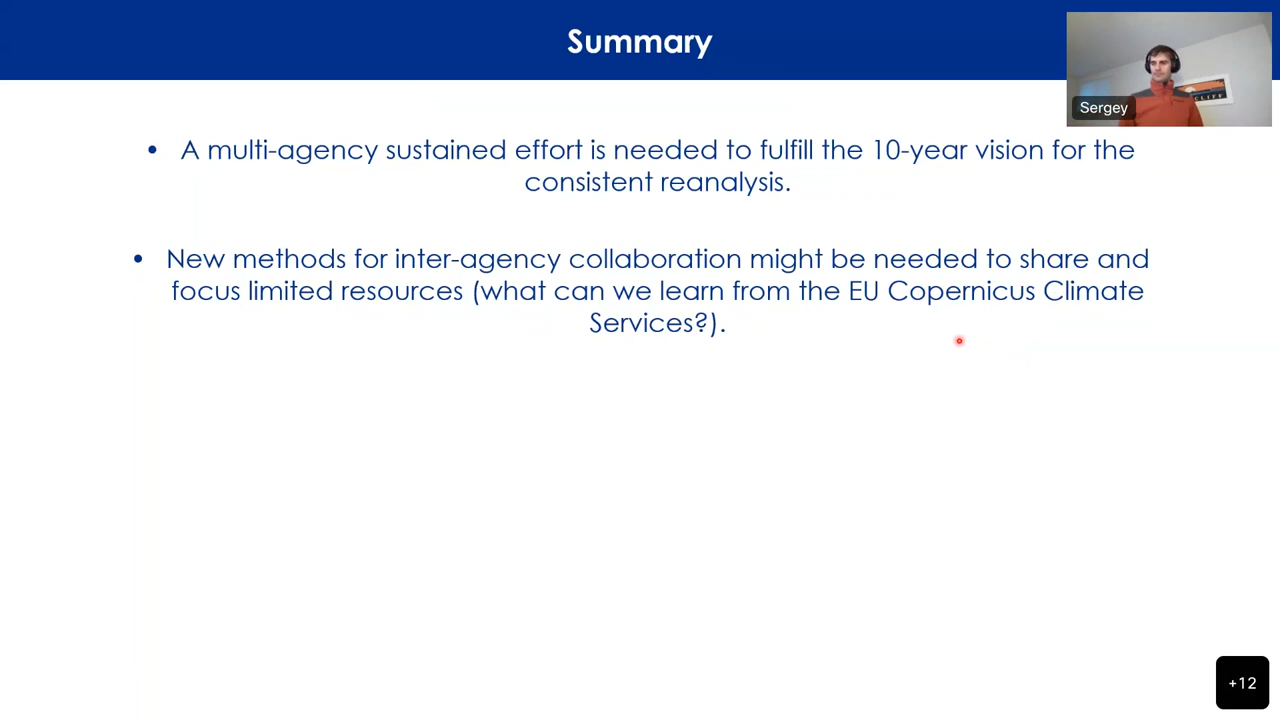 Summary
Sergey
CLIFF
• A multi-agency sustained effort is needed to fulfill the 10-year vision for the
consistent reanalysis.
• New methods for inter-agency collaboration might be needed to share and
focus limited resources (what can we learn from the EU Copernicus Climate
Services?).
+12